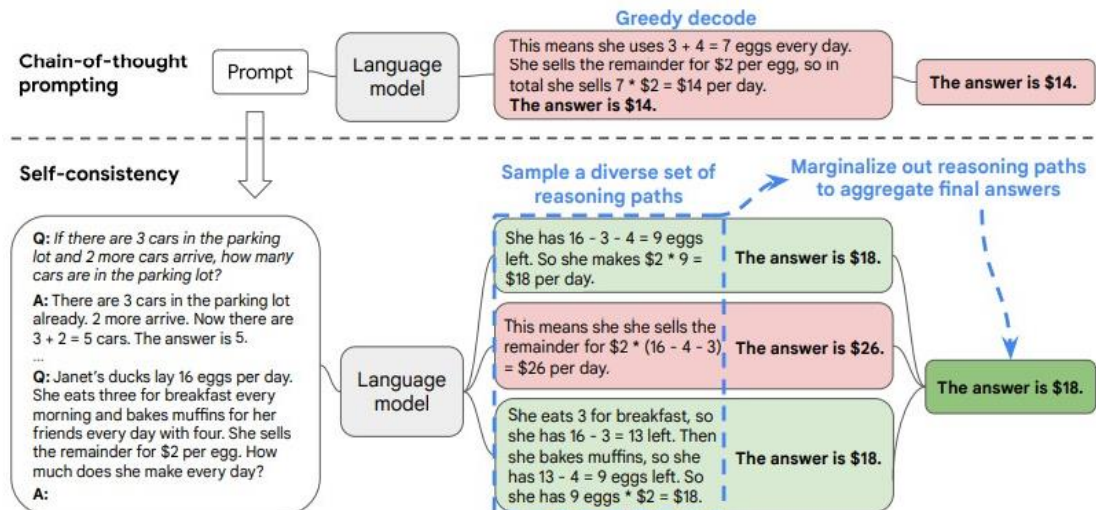 Greedy decode
Chain-of-thought
prompting
Prompt
Language
model
This means she uses 3 + 4 = 7 eggs every day.
She sells the remainder for $2 per egg, so in
total she sells 7 * $2 = $14 per day.
The answer is $14.
The answer is $14.
Self-consistency
Sample a diverse set of
reasoning paths
Marginalize out reasoning paths
to aggregate final answers
Q: If there are 3 cars in the parking
lot and 2 more cars arrive, how many
cars are in the parking lot?
A: There are 3 cars in the parking lot
already. 2 more arrive. Now there are
3 + 2 = 5 cars. The answer is 5.
...
Q: Janet's ducks lay 16 eggs per day.
She eats three for breakfast every
morning and bakes muffins for her
friends every day with four. She sells
the remainder for $2 per egg. How
much does she make every day?
A:
Language
model
She has 16 - 3 - 4 = 9 eggs
left. So she makes $2 * 9 =
$18 per day.
The answer is $18.
This means she she sells the
remainder for $2 * (16 - 4 - 3)
= $26 per day.
The answer is $26.
She eats 3 for breakfast, so
she has 16 - 3 = 13 left. Then
she bakes muffins, so she
has 13 - 4 = 9 eggs left. So
she has 9 eggs * $2 = $18.
The answer is $18.
The answer is $18.